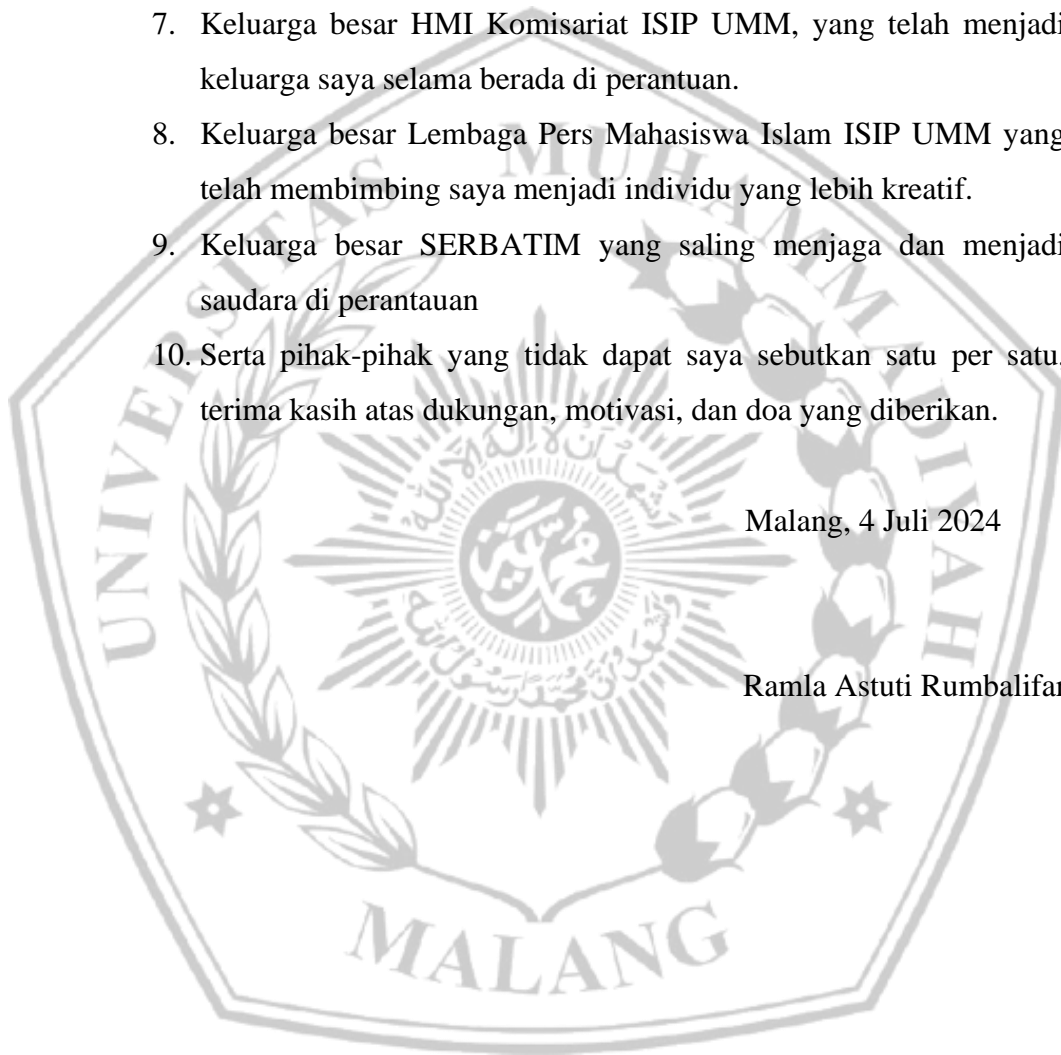 7. Keluarga besar HMI Komisariat ISIP UMM, yang telah menjadi
keluarga saya selama berada di perantuan.
8. Keluarga besar Lembaga Pers Mahasiswa Islam ISIP UMM yang
telah membimbing saya menjadi individu yang lebih kreatif.
9. Keluarga besar SERBATIM yang saling menjaga dan menjadi
saudara di perantauan
10. Serta pihak-pihak yang tidak dapat saya sebutkan satu per satu,
terima kasih atas dukungan, motivasi, dan doa yang diberikan.
Malang, 4 Juli 2024
Ramla Astuti Rumbalifar
UNIVERSITAS MUHAMMADIYAH
MALANG